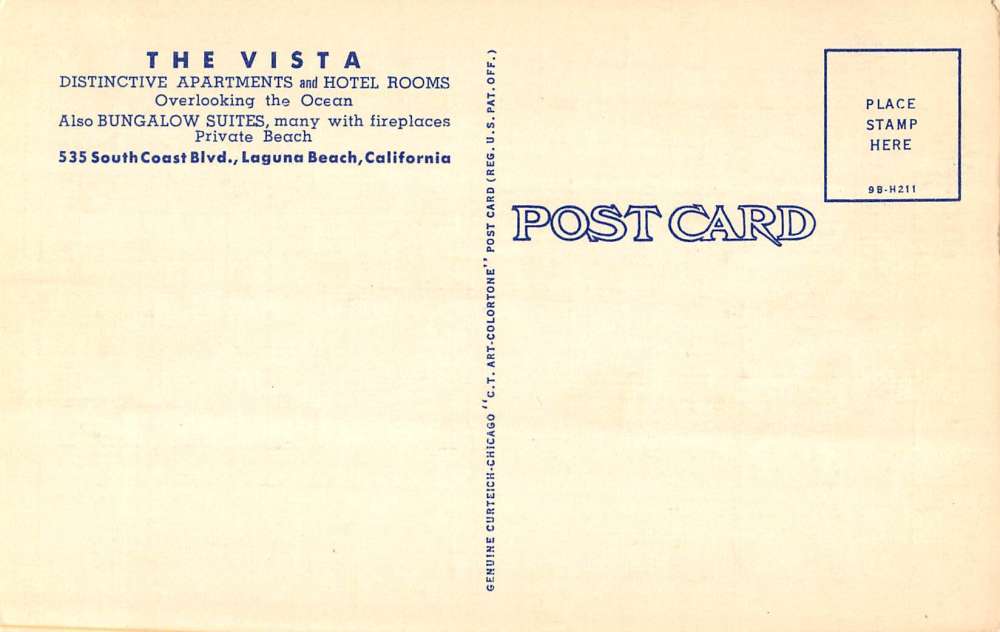 THE VISTA
DISTINCTIVE APARTMENTS and HOTEL ROOMS
Overlooking the Ocean
Also BUNGALOW SUITES, many with fireplaces
Private Beach
535 South Coast Blvd., Laguna Beach, California
GENUINE CURTEICH-CHICAGO "C.T. ART-COLORTONE" POST CARD (REG. U.S. PAT. OFF.)
POST CARD
PLACE
STAMP
HERE
9B-H211